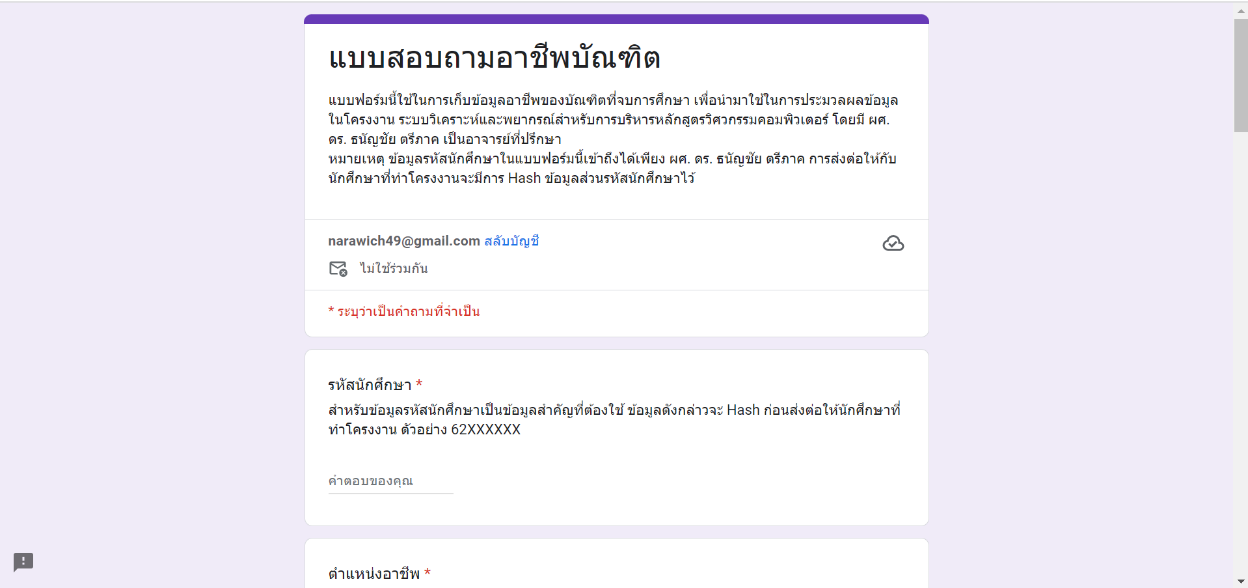 แบบสอบถามอาชีพบัณฑิต
แบบฟอร์มนี้ใช้ในการเก็บข้อมูลอาชีพของบัณฑิตที่จบการศึกษา เพื่อนำมาใช้ในการประมวลผลข้อมูล
ในโครงงาน ระบบวิเคราะห์และพยากรณ์สำหรับการบริหารหลักสูตรวิศวกรรมคอมพิวเตอร์ โดยมี ผศ.
ดร. ธนัญชัย ตรีภาค เป็นอาจารย์ที่ปรึกษา
หมายเหตุ ข้อมูลรหัสนักศึกษาในแบบฟอร์มนี้เข้าถึงได้เพียง ผศ. ดร. ธนัญชัย ตรีภาค การส่งต่อให้กับ
นักศึกษาที่ทำโครงงานจะมีการ Hash ข้อมูลส่วนรหัสนักศึกษาไว้
narawich49@gmail.com สลับบัญชี
ไม่ใช้ร่วมกัน
* ระบุว่าเป็นคำถามที่จำเป็น
รหัสนักศึกษา *
สำหรับข้อมูลรหัสนักศึกษาเป็นข้อมูลสำคัญที่ต้องใช้ ข้อมูลดังกล่าวจะ Hash ก่อนส่งต่อให้นักศึกษาที่
ทำโครงงาน ตัวอย่าง 62XXXXXX
คำตอบของคุณ
ตำแหน่งอาชีพ *